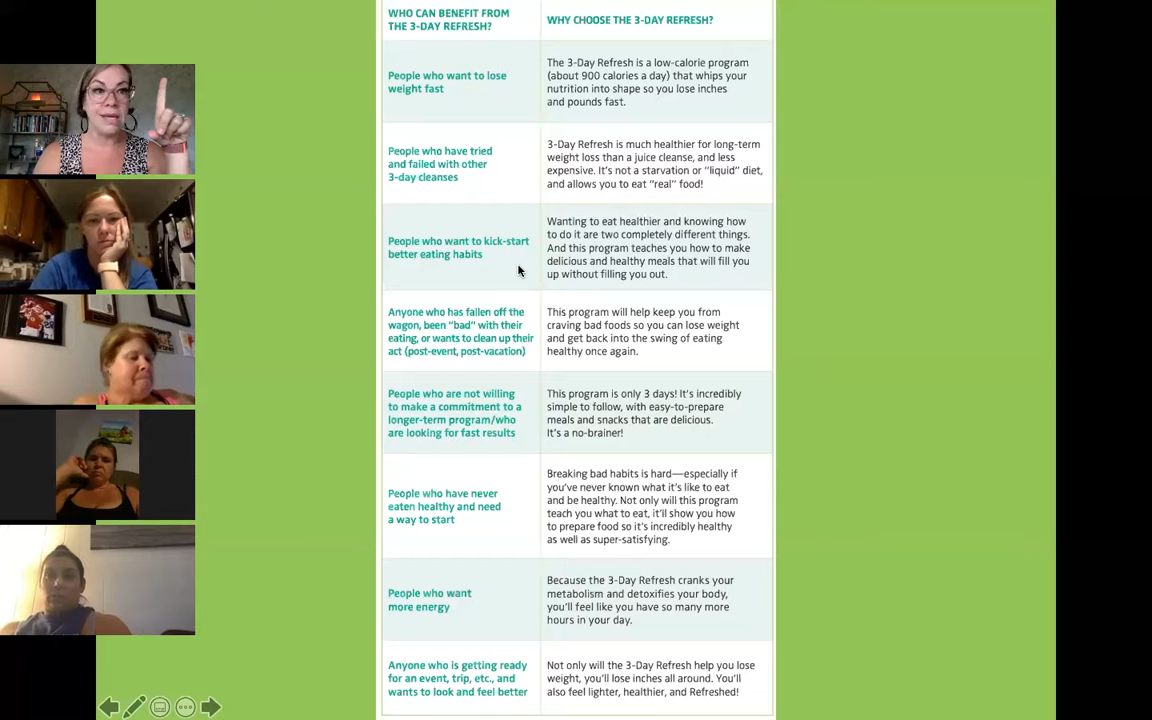 WHO CAN BENEFIT FROM
THE 3-DAY REFRESH?
WHY CHOOSE THE 3-DAY REFRESH?
People who want to lose
weight fast
The 3-Day Refresh is a low-calorie program
(about 900 calories a day) that whips your
nutrition into shape so you lose inches
and pounds fast.
People who have tried
and failed with other
3-day cleanses
3-Day Refresh is much healthier for long-term
weight loss than a juice cleanse, and less
expensive. It's not a starvation or "liquid" diet,
and allows you to eat "real" food!
People who want to kick-start
better eating habits
Wanting to eat healthier and knowing how
to do it are two completely different things.
And this program teaches you how to make
delicious and healthy meals that will fill you
up without filling you out.
Anyone who has fallen off the
wagon, been "bad" with their
eating, or wants to clean up their
act (post-event, post-vacation)
This program will help keep you from
craving bad foods so you can lose weight
and get back into the swing of eating
healthy once again.
People who are not willing
to make a commitment to a
longer-term program/who
are looking for fast results
This program is only 3 days! It's incredibly
simple to follow, with easy-to-prepare
meals and snacks that are delicious.
It's a no-brainer!
People who have never
eaten healthy and need
a way to start
Breaking bad habits is hard—especially if
you've never known what it's like to eat
and be healthy. Not only will this program
teach you what to eat, it'll show you how
to prepare food so it's incredibly healthy
as well as super-satisfying.
People who want
more energy
Because the 3-Day Refresh cranks your
metabolism and detoxifies your body,
you'll feel like you have so many more
hours in your day.
Anyone who is getting ready
for an event, trip, etc., and
wants to look and feel better
Not only will the 3-Day Refresh help you lose
weight, you'll lose inches all around. You'll
also feel lighter, healthier, and Refreshed!